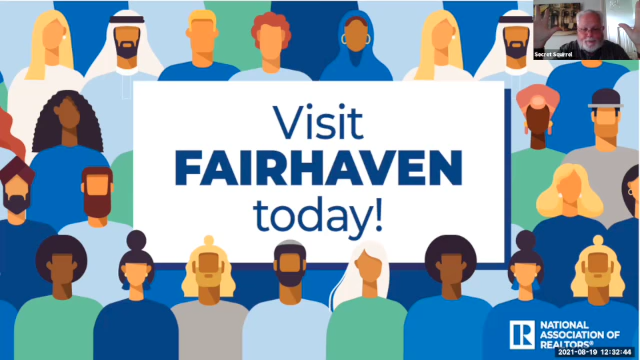 Secret Squirrel
Visit
FAIRHAVEN
today!
R
NATIONAL
ASSOCIATION OF
REALTORS®
2021-08-19 12:32:44